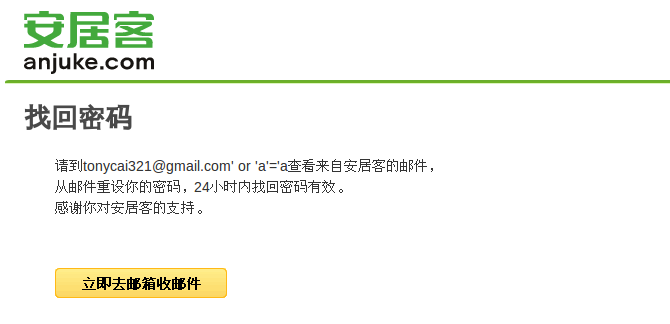 安居客
anjuke.com
找回密码
请到tonycai321@gmail.com' or 'a'='a查看来自安居客的邮件，
从邮件重设你的密码，24小时内找回密码有效。
感谢你对安居客的支持。
立即去邮箱收邮件